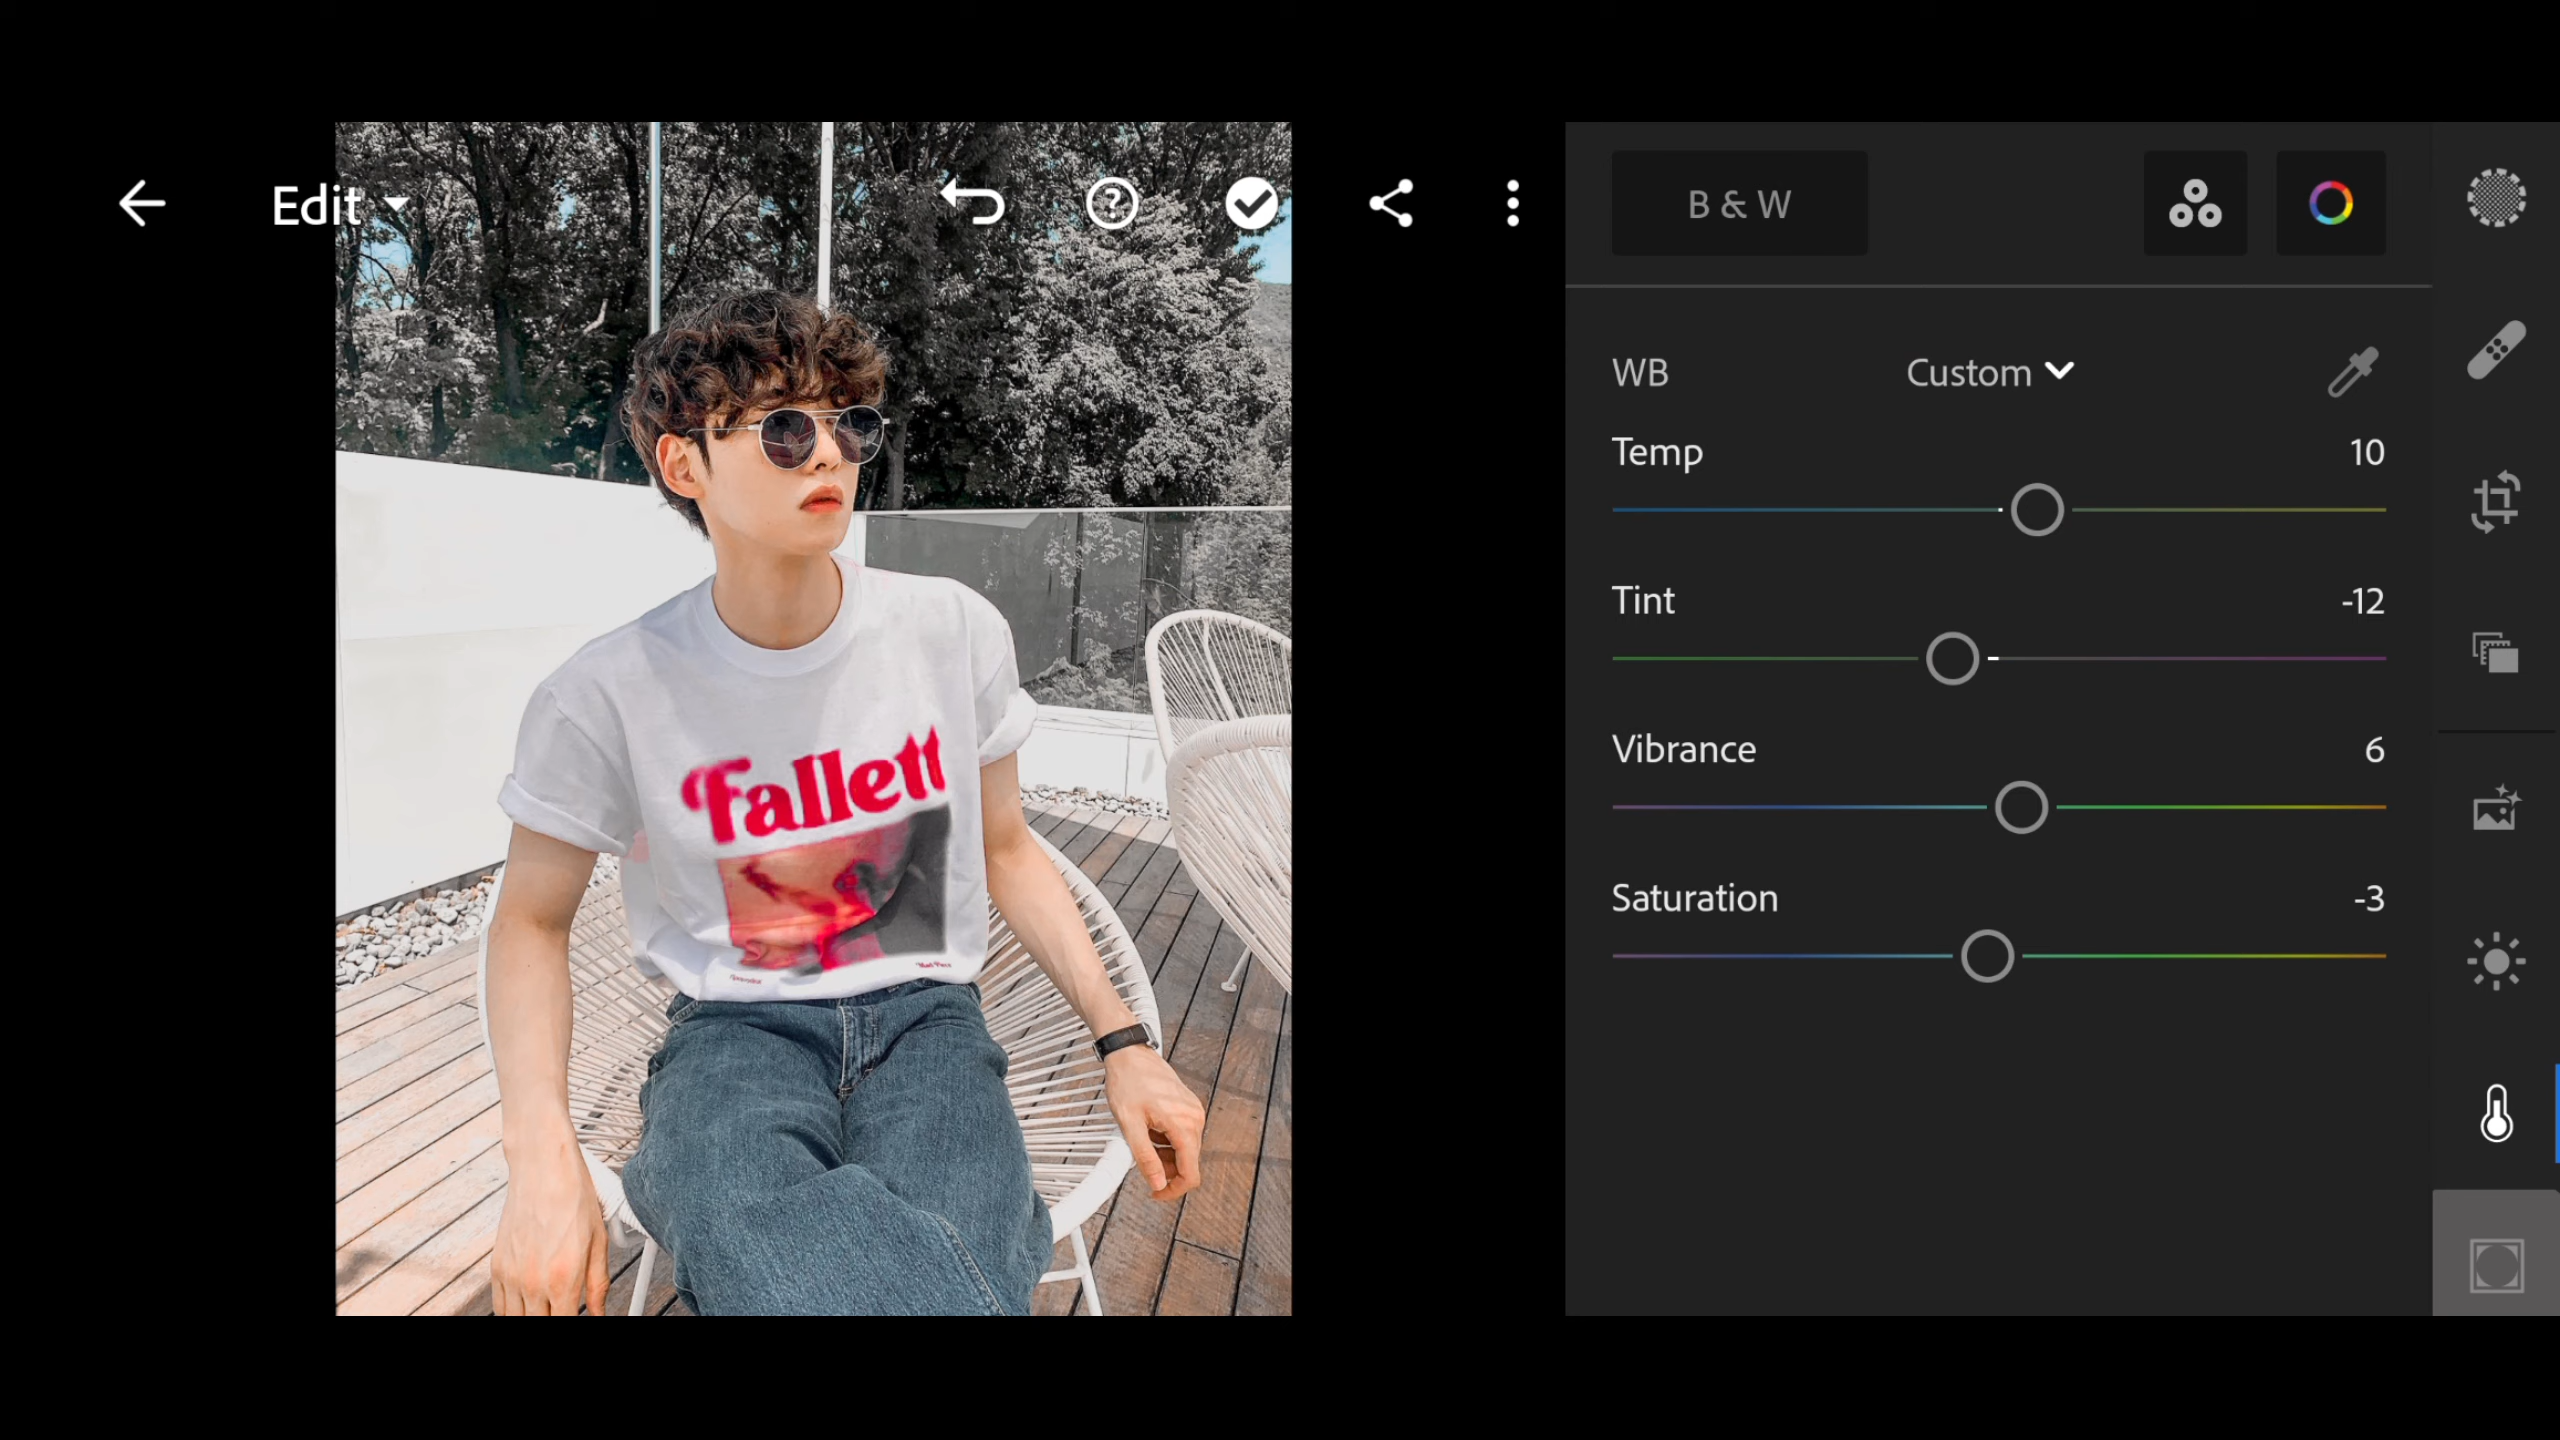 Edit
B & W
WB
Custom
Temp
10
Tint
-12
Vibrance
6
Saturation
-3
Fallett